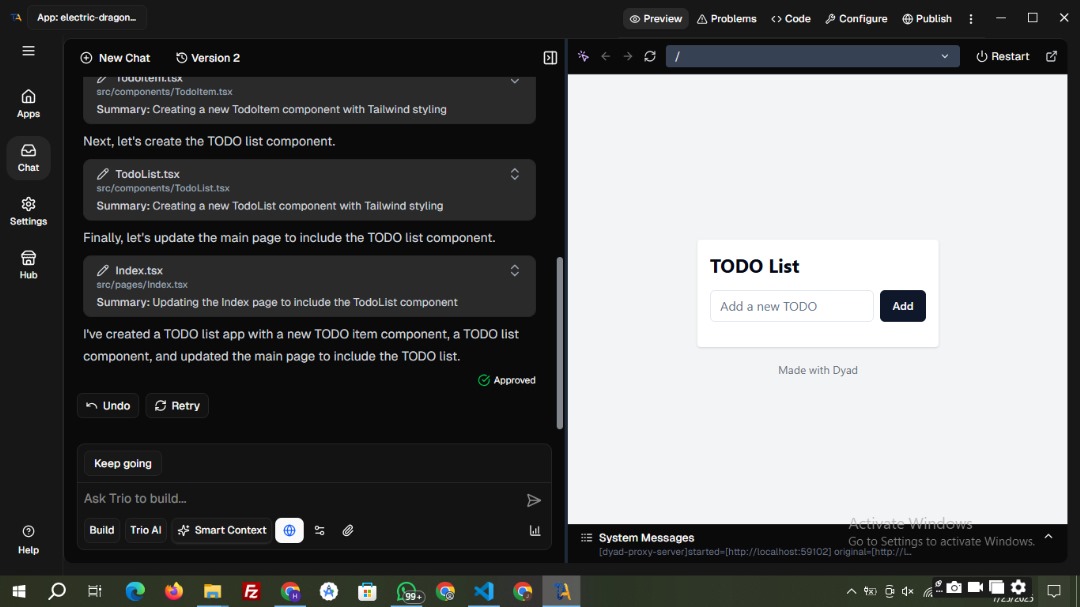 App: electric-dragon...
Preview
Problems
Code
Configure
Publish
New Chat
Version 2
/
Restart
Apps
Chat
Settings
Hub
Help
TodoItem.tsx
src/components/TodoItem.tsx
Summary: Creating a new TodoItem component with Tailwind styling
Next, let's create the TODO list component.
TodoList.tsx
src/components/TodoList.tsx
Summary: Creating a new TodoList component with Tailwind styling
Finally, let's update the main page to include the TODO list component.
Index.tsx
src/pages/Index.tsx
Summary: Updating the Index page to include the TodoList component
I've created a TODO list app with a new TODO item component, a TODO list
component, and updated the main page to include the TODO list.
Approved
Undo
Retry
Keep going
Ask Trio to build...
Build
Trio AI
Smart Context
TODO List
Add a new TODO
Add
Made with Dyad
Activate Windows
Go to Settings to activate Windows.
System Messages
[dyad-proxy-server]started=[http://localhost:59102] original=[http://L...
99+